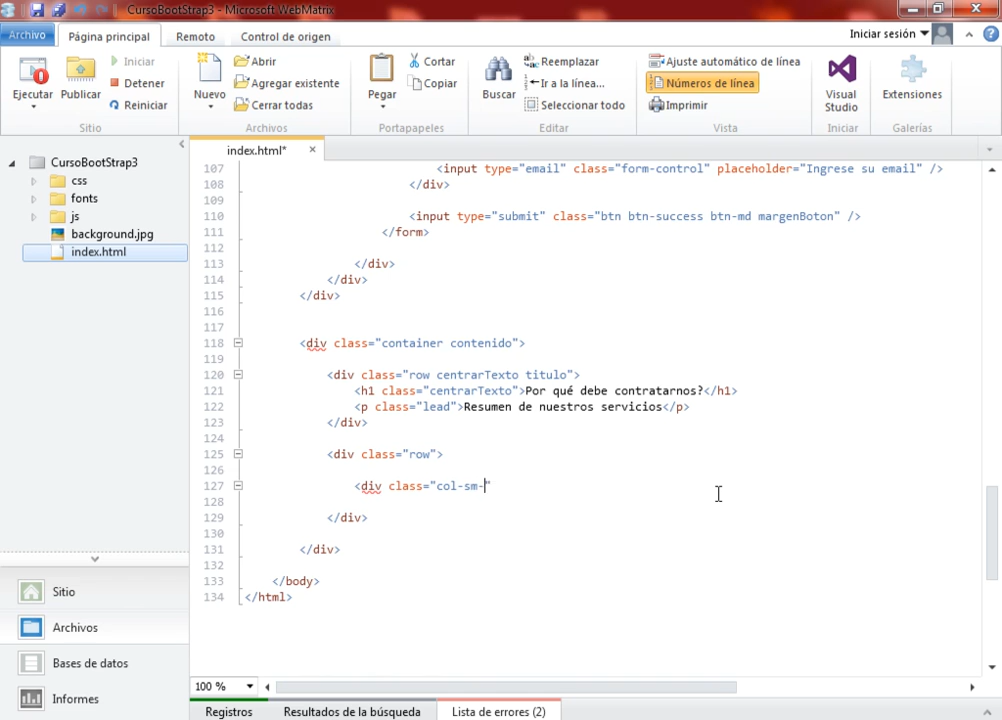 CursoBootStrap3 - Microsoft WebMatrix
Archivo
Página principal
Remoto
Control de origen
Iniciar sesión
Ejecutar
Publicar
Iniciar
Detener
Reiniciar
Sitio
Nuevo
Abrir
Agregar existente
Cerrar todas
Archivos
Pegar
Cortar
Copiar
Portapapeles
Buscar
Reemplazar
Ir a la línea...
Seleccionar todo
Editar
Ajuste automático de línea
Números de línea
Imprimir
Vista
Visual
Studio
Iniciar
Extensiones
Galerías
CursoBootStrap3
css
fonts
js
background.jpg
index.html
Sitio
Archivos
Bases de datos
Informes
index.html*
107 <input type="email" class="form-control" placeholder="Ingrese su email" />
108 </div>
109
110 <input type="submit" class="btn btn-success btn-md margenBoton" />
111 </form>
112
113 </div>
114 </div>
115 </div>
116
117
118 <div class="container contenido">
119
120 <div class="row centrarTexto titulo">
121 <h1 class="centrarTexto">Por qué debe contratarnos?</h1>
122 <p class="lead">Resumen de nuestros servicios</p>
123 </div>
124
125 <div class="row">
126
127 <div class="col-sm-"
128
129 </div>
130
131 </div>
132
133 </body>
134 </html>
100 %
Registros
Resultados de la búsqueda
Lista de errores (2)